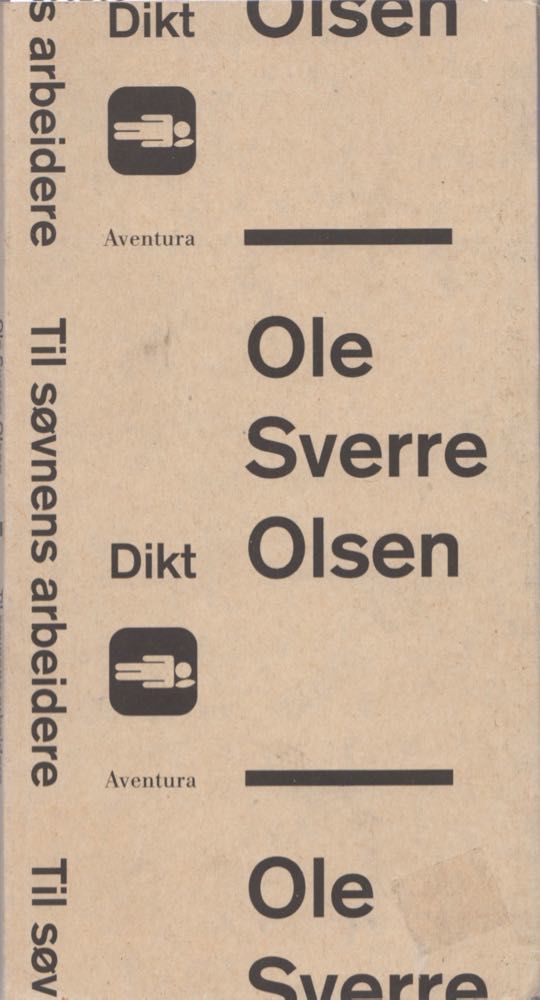 Dikt
Olsen
s arbeidere
Aventura
Ole
Sverre
Olsen
Til søvnens arbeidere
Dikt
Aventura
Ole
Sverre
Til søv